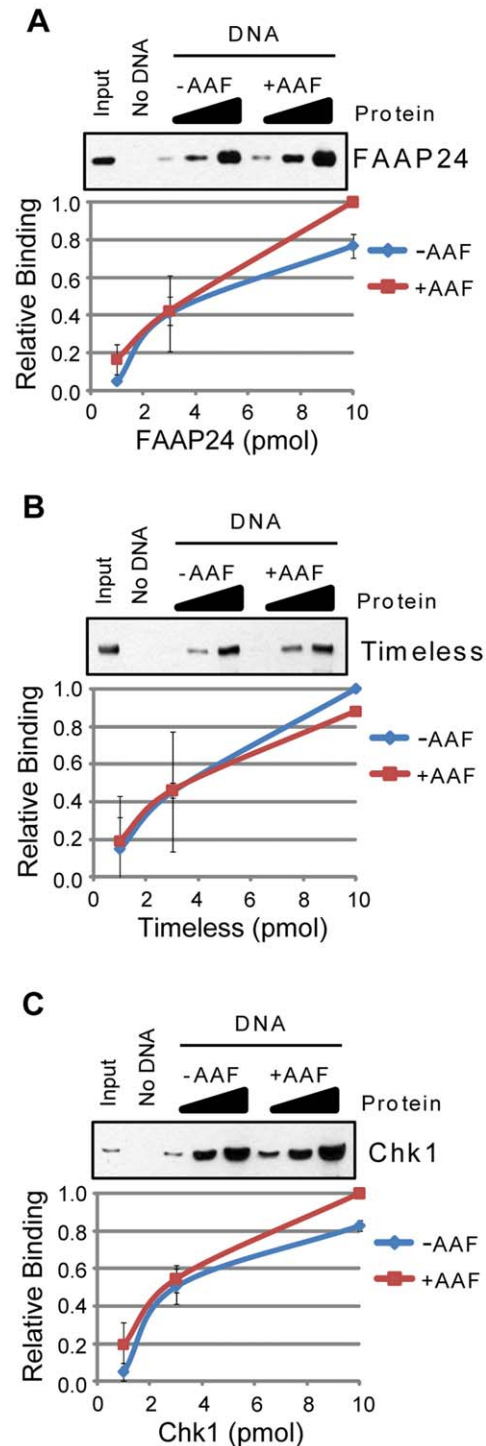 A
DNA
Input
No DNA
-AAF
+AAF
Protein
FAAP24
1.0
0.8
0.6
0.4
0.2
0.0
Relative Binding
-AAF
+AAF
0 2 4 6 8 10
FAAP24 (pmol)
B
DNA
Input
No DNA
-AAF
+AAF
Protein
Timeless
1.0
0.8
0.6
0.4
0.2
0.0
Relative Binding
-AAF
+AAF
0 2 4 6 8 10
Timeless (pmol)
C
DNA
Input
No DNA
-AAF
+AAF
Protein
Chk1
1.0
0.8
0.6
0.4
0.2
0.0
Relative Binding
-AAF
+AAF
0 2 4 6 8 10
Chk1 (pmol)